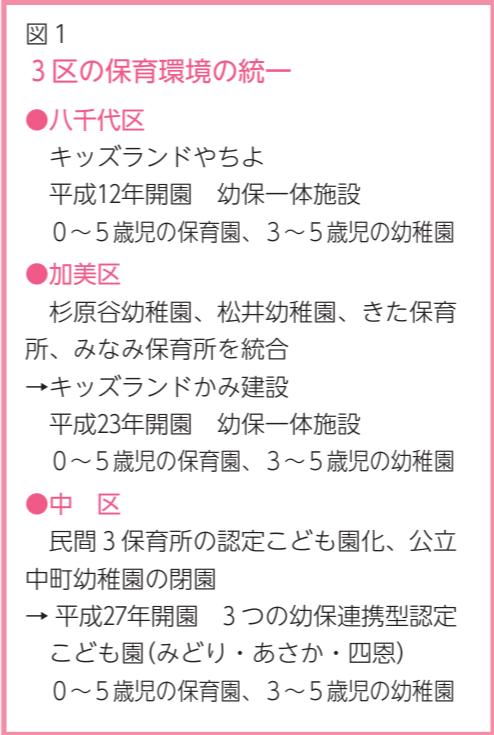 図1
3区の保育環境の統一
●八千代区
キッズランドやちよ
平成12年開園　幼保一体施設
0～5歳児の保育園、3～5歳児の幼稚園
●加美区
杉原谷幼稚園、松井幼稚園、きた保育
所、みなみ保育所を統合
→キッズランドかみ建設
平成23年開園　幼保一体施設
0～5歳児の保育園、3～5歳児の幼稚園
●中　区
民間3保育所の認定こども園化、公立
中町幼稚園の閉園
→ 平成27年開園　3つの幼保連携型認定
こども園(みどり・あさか・四恩)
0～5歳児の保育園、3～5歳児の幼稚園